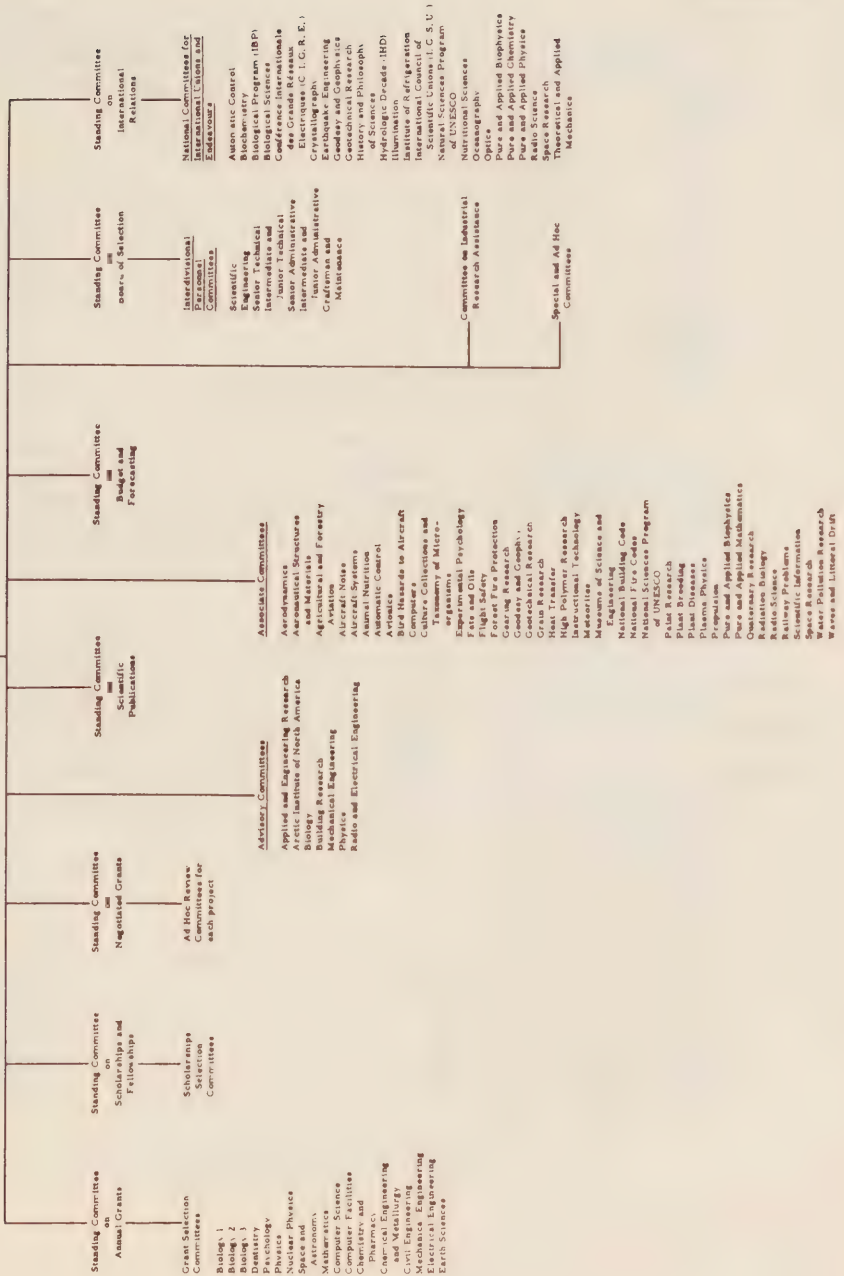 Standing Committee
on
Annual Grants
Grant Selection
Committees
Biology 1
Biology 2
Biology 3
Dentistry
Psychology
Physics
Nuclear Physics
Space and
Astronomy
Mathematics
Computer Science
Computer Facilities
Chemistry and
Pharmacy
Chemical Engineering
and Metallurgy
Civil Engineering
Mechanical Engineering
Electrical Engineering
Earth Sciences
Standing Committee
on
Scholarships and
Fellowships
Scholarships
Selection
Committees
Standing Committee
on
Negotiated Grants
Ad Hoc Review
Committees for
each project
Advisory Committees
Applied and Engineering Research
Arctic Institute of North America
Biology
Building Research
Mechanical Engineering
Physics
Radio and Electrical Engineering
Standing Committee
on
Scientific
Publications
Associate Committees
Aerodynamics
Aeronautical Structures
and Materials
Agricultural and Forestry
Aviation
Aircraft Noise
Aircraft Systems
Animal Nutrition
Automatic Control
Avionics
Bird Hazards to Aircraft
Computers
Culture Collections and
Taxonomy of Micro-
organisms
Experimental Psychology
Fats and Oils
Flight Safety
Forest Fire Protection
Gearing Research
Geodesy and Geophysics
Geotechnical Research
Grain Research
Heat Transfer
High Polymer Research
Instructional Technology
Meteorites
Museums of Science and
Engineering
National Building Code
National Fire Codes
National Sciences Program
of UNESCO
Paint Research
Plant Breeding
Plant Diseases
Plasma Physics
Propulsion
Pure and Applied Biophysics
Pure and Applied Mathematics
Quaternary Research
Radiation Biology
Radio Science
Railway Problems
Scientific Information
Space Research
Water Pollution Research
Waves and Littoral Drift
Standing Committee
on
Budget and
Forecasting
Committee on Industrial
Research Assistance
Special and Ad Hoc
Committees
Standing Committee
on
Board of Selection
Interdivisional
Personnel
Committees
Scientific
Engineering
Senior Technical
Intermediate and
Junior Technical
Senior Administrative
Intermediate and
Junior Administrative
Craftsman and
Maintenance
Standing Committee
on
International
Relations
National Committees for
International Unions and
Endeavours
Automatic Control
Biochemistry
Biological Program (IBP)
Biological Sciences
Conférence Internationale
des Grande Réseaux
Electriques (C.I.G.R.E.)
Crystallography
Earthquake Engineering
Geodesy and Geophysics
Geotechnical Research
History and Philosophy
of Sciences
Hydrologic Decade (IHD)
Illumination
Institute of Refrigeration
International Council of
Scientific Unions (I.C.S.U.)
Natural Sciences Program
of UNESCO
Nutritional Sciences
Oceanography
Optics
Pure and Applied Biophysics
Pure and Applied Chemistry
Pure and Applied Physics
Radio Science
Space Research
Theoretical and Applied
Mechanics